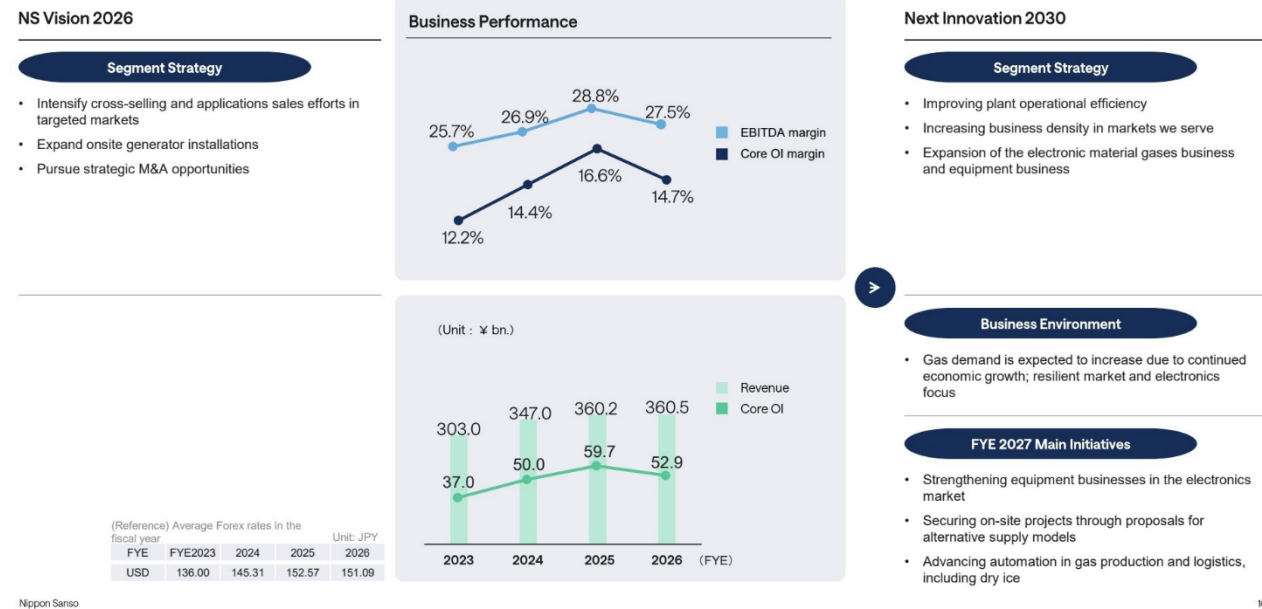 NS Vision 2026
Segment Strategy
• Intensify cross-selling and applications sales efforts in
targeted markets
• Expand onsite generator installations
• Pursue strategic M&A opportunities
(Reference) Average Forex rates in the
fiscal year
Unit: JPY
FYE FYE2023 2024 2025 2026
USD 136.00 145.31 152.57 151.09
Business Performance
25.7% 26.9% 28.8% 27.5%
EBITDA margin
Core OI margin
12.2% 14.4% 16.6% 14.7%
(Unit : ¥ bn.)
Revenue
Core OI
303.0 347.0 360.2 360.5
37.0 50.0 59.7 52.9
2023 2024 2025 2026 (FYE)
Next Innovation 2030
Segment Strategy
• Improving plant operational efficiency
• Increasing business density in markets we serve
• Expansion of the electronic material gases business
and equipment business
Business Environment
• Gas demand is expected to increase due to continued
economic growth; resilient market and electronics
focus
FYE 2027 Main Initiatives
• Strengthening equipment businesses in the electronics
market
• Securing on-site projects through proposals for
alternative supply models
• Advancing automation in gas production and logistics,
including dry ice
Nippon Sanso